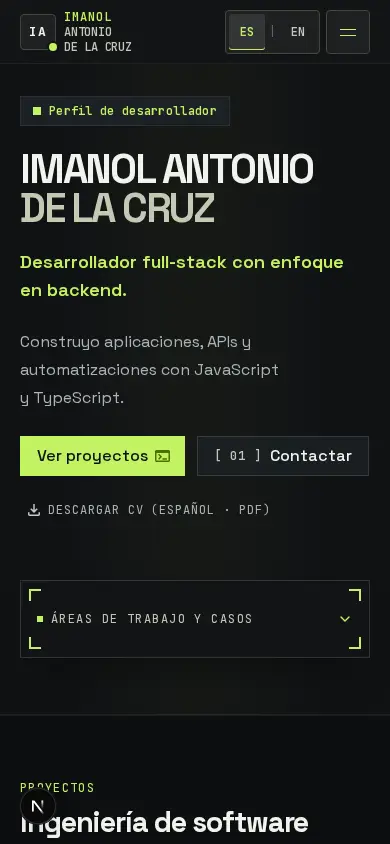 IA
IMANOL
ANTONIO
DE LA CRUZ
ES | EN
Perfil de desarrollador
IMANOL ANTONIO
DE LA CRUZ
Desarrollador full-stack con enfoque
en backend.
Construyo aplicaciones, APIs y
automatizaciones con JavaScript
y TypeScript.
Ver proyectos
[ 01 ] Contactar
DESCARGAR CV (ESPAÑOL · PDF)
ÁREAS DE TRABAJO Y CASOS
PROYECTOS
N
Ingeniería de software